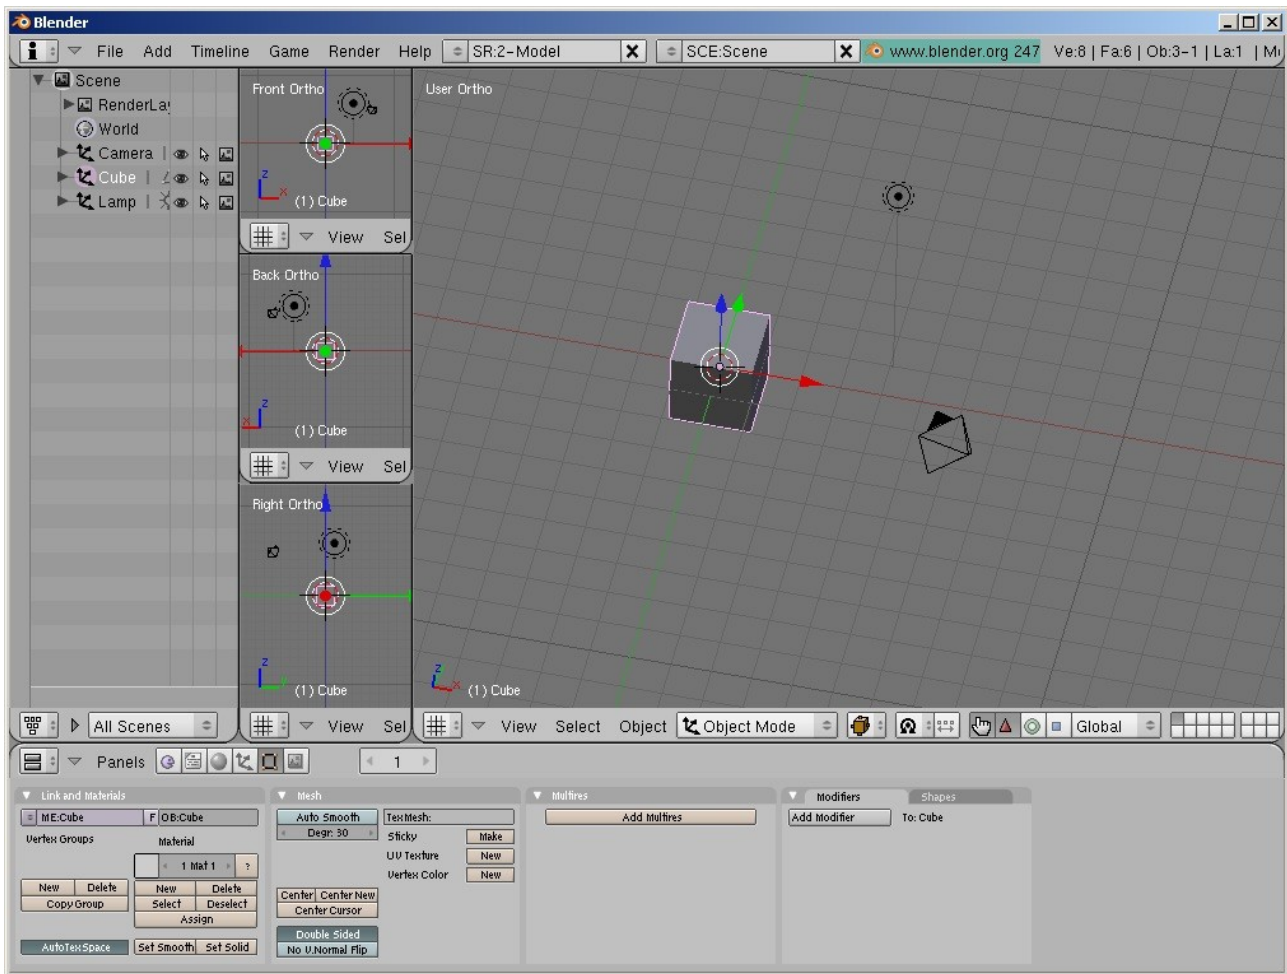 Blender
File Add Timeline Game Render Help SR:2-Model X SCE:Scene X www.blender.org 247 Ve:8 | Fa:6 | Ob:3-1 | La:1 |
Scene
RenderLay
World
Camera
Cube
Lamp
All Scenes
Front Ortho
z
x
(1) Cube
View Sel
Back Ortho
z
x
(1) Cube
View Sel
Right Ortho
z
y
(1) Cube
View Sel
User Ortho
z
x
(1) Cube
View Select Object Object Mode Global
Panels 1
Link and Materials
ME:Cube F OB:Cube
Vertex Groups Material
1 Mat 1 ?
New Delete New Delete
Copy Group Select Deselect
Assign
AutoTexSpace Set Smooth Set Solid
Mesh
Auto Smooth TexMesh:
Degr: 30 Sticky Make
UV Texture New
Vertex Color New
Center Center New
Center Cursor
Double Sided
No V.Normal Flip
Multires
Add Multires
Modifiers Shapes
Add Modifier To: Cube